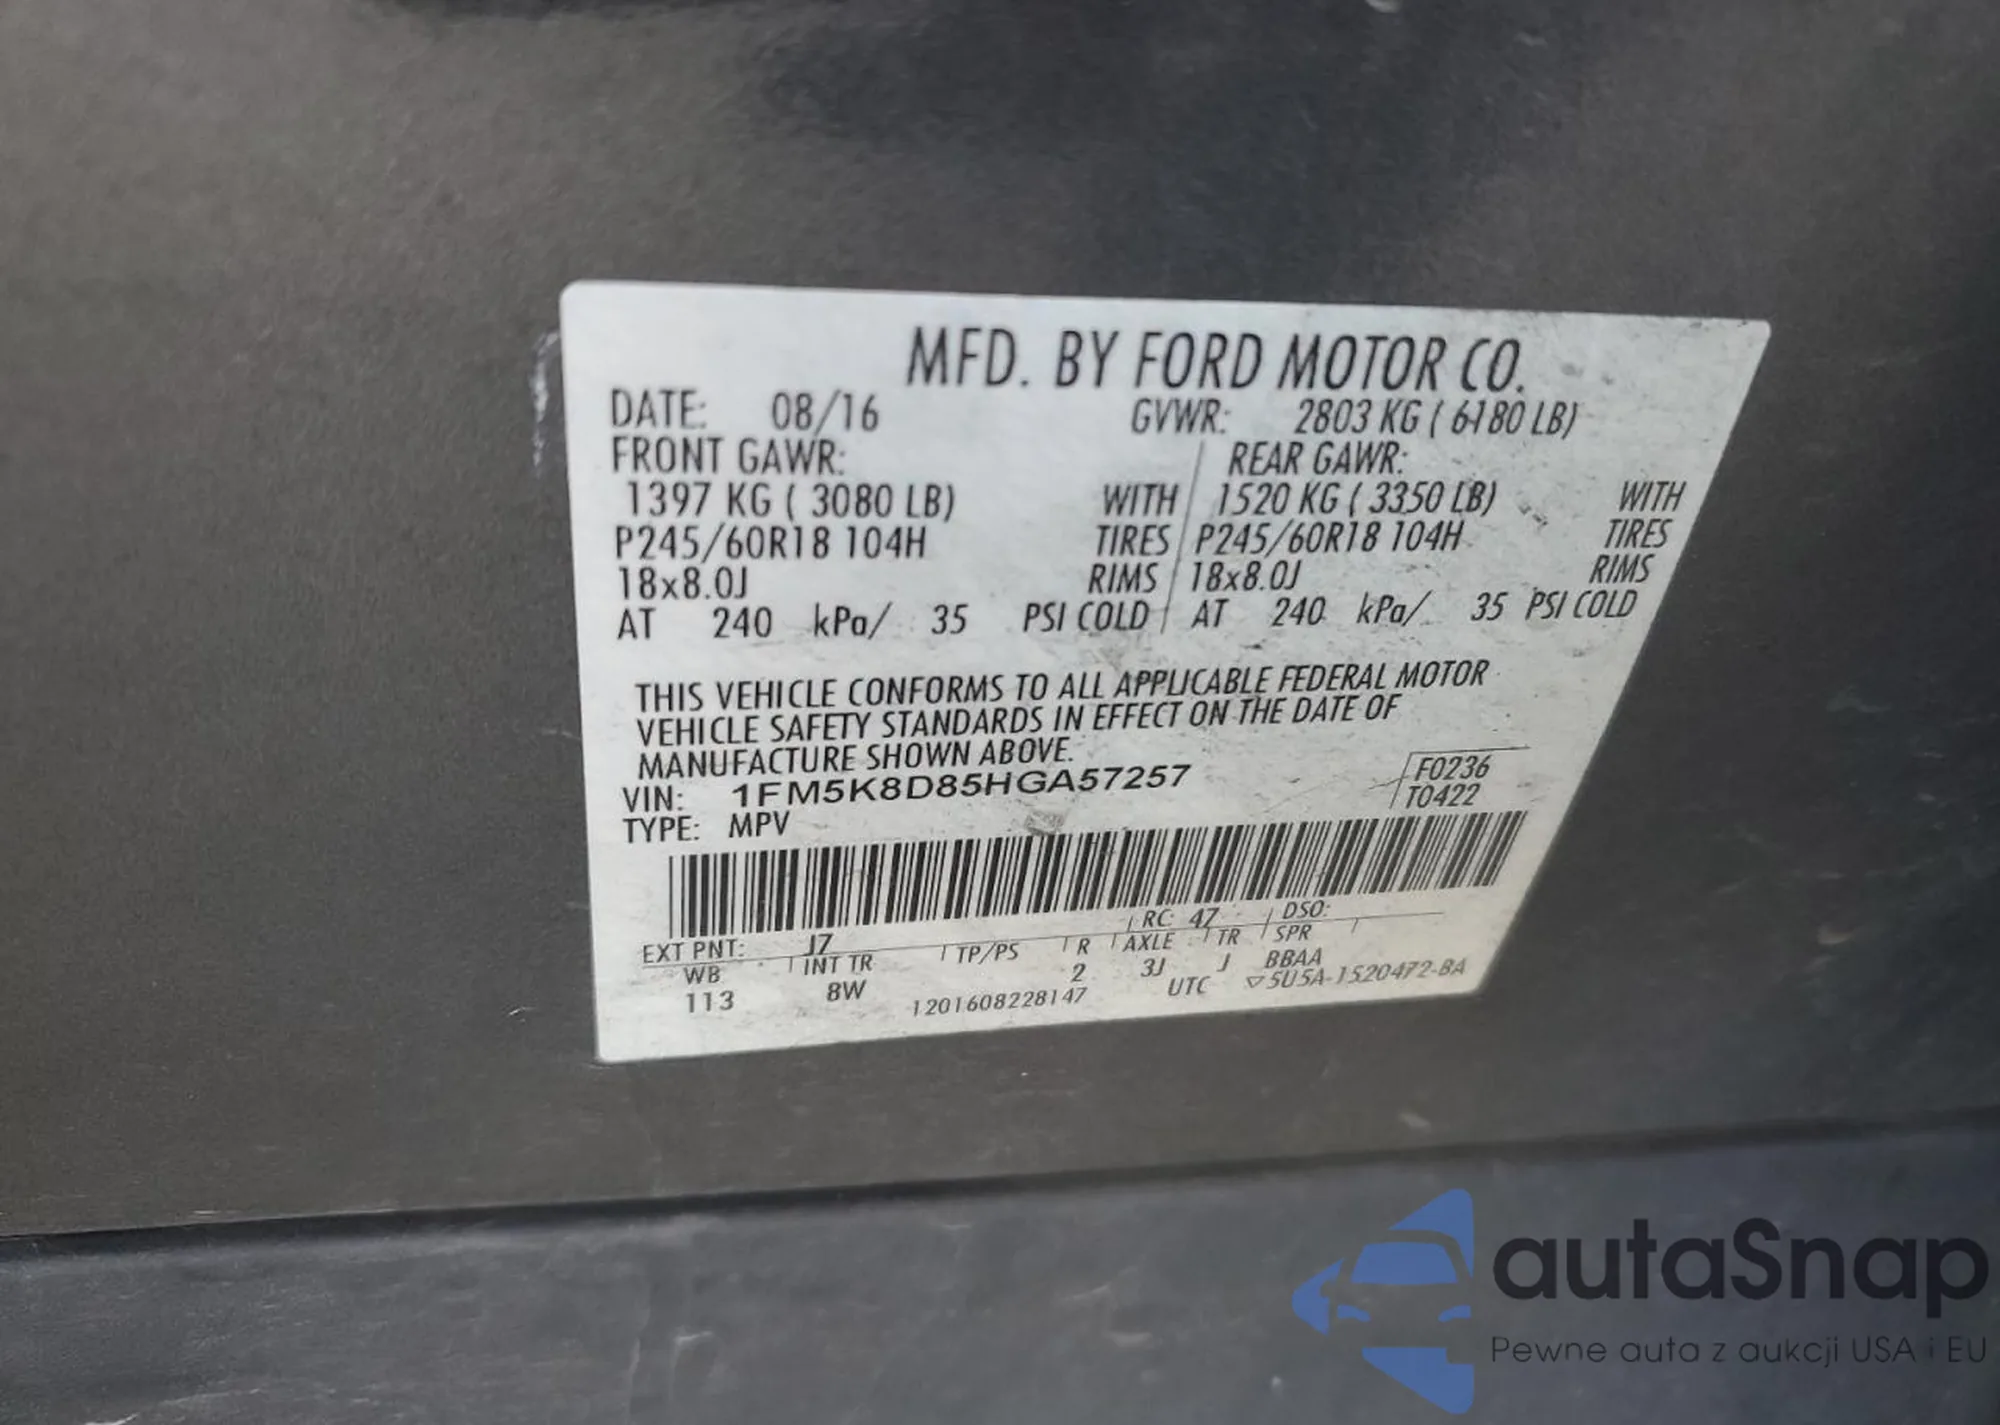 MFD. BY FORD MOTOR CO.
DATE: 08/16 GVWR: 2803 KG ( 6180 LB)
FRONT GAWR: REAR GAWR:
1397 KG ( 3080 LB) WITH 1520 KG ( 3350 LB) WITH
P245/60R18 104H TIRES P245/60R18 104H TIRES
18x8.0J RIMS 18x8.0J RIMS
AT 240 kPa/ 35 PSI COLD AT 240 kPa/ 35 PSI COLD
THIS VEHICLE CONFORMS TO ALL APPLICABLE FEDERAL MOTOR
VEHICLE SAFETY STANDARDS IN EFFECT ON THE DATE OF
MANUFACTURE SHOWN ABOVE.
VIN: 1FM5K8D85HGA57257 F0236
TYPE: MPV T0422
EXT PNT: J7 RC: 47 DSO:
WB INT TR TP/PS R AXLE TR SPR
113 8W 2 3J J BBAA
1201608228147 UTC ▽5U5A-1520472-BA
autaSnap
Pewne auta z aukcji USA i EU